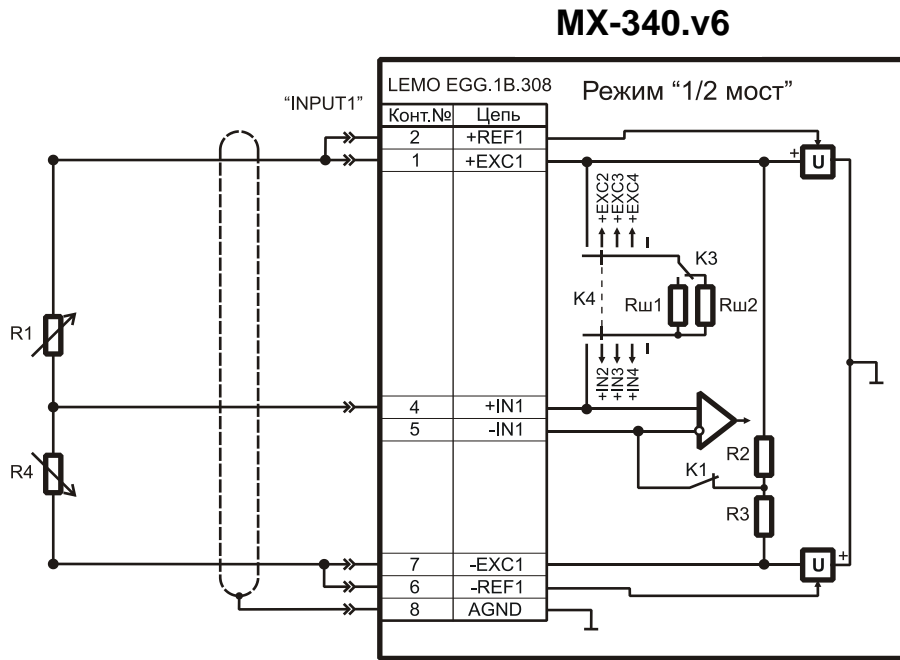 MX-340.v6
LEMO EGG.1B.308
Режим “1/2 мост”
“INPUT1”
Конт.№ Цепь
2 +REF1
1 +EXC1
+EXC2
+EXC3
+EXC4
U
K3
K4
Rш1
Rш2
R1
+IN2
+IN3
+IN4
4 +IN1
5 -IN1
R2
R4
K1
R3
7 -EXC1
6 -REF1
8 AGND
U